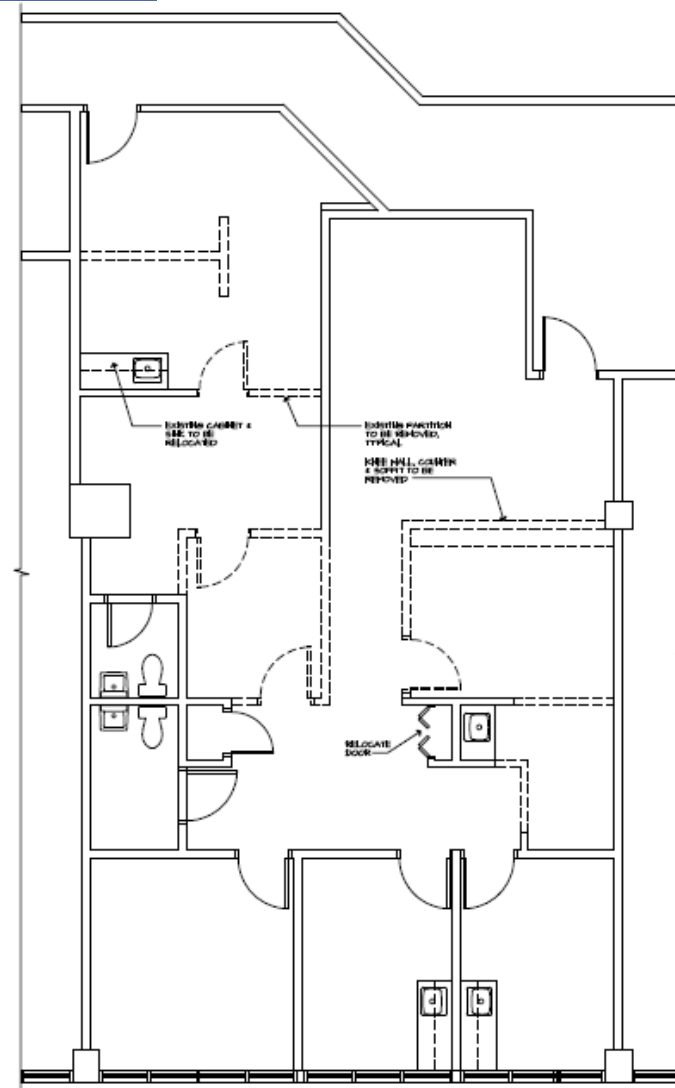 EXISTING CABINET &
SINK TO BE
RELOCATED
EXISTING PARTITION
TO BE REMOVED,
TYPICAL
KNEE WALL, COUNTER
& SOFFIT TO BE
REMOVED
RELOCATE
DOOR